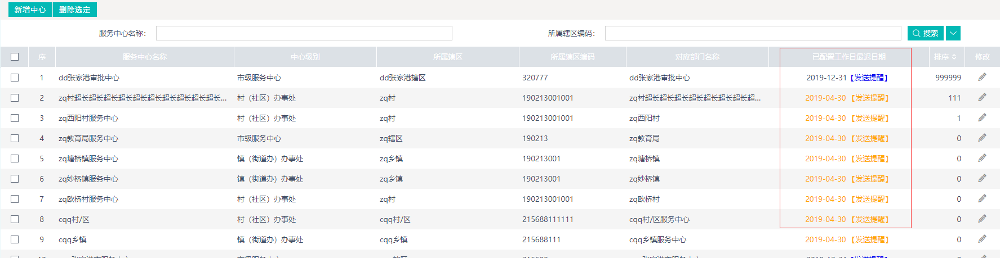 新增中心 删除选定
服务中心名称： 所属辖区编码： 搜索
序 服务中心名称 中心级别 所属辖区 所属辖区编码 对应部门名称 已配置工作日最迟日期 排序 修改
1 dd张家港审批中心 市级服务中心 dd张家港辖区 320777 dd张家港审批中心 2019-12-31【发送提醒】 999999
2 zq村超长超长超长超长超长超长超长超长超长超长超长... 村（社区）办事处 zq村 190213001001 zq村超长超长超长超长超长超长超长超长超... 2019-04-30 【发送提醒】 111
3 zq西阳村服务中心 村（社区）办事处 zq村 190213001001 zq西阳村 2019-04-30 【发送提醒】 1
4 zq教育局服务中心 市级服务中心 zq辖区 190213 zq教育局 2019-04-30 【发送提醒】 0
5 zq塘桥镇服务中心 镇（街道办）办事处 zq乡镇 190213001 zq塘桥镇 2019-04-30 【发送提醒】 0
6 zq妙桥镇服务中心 镇（街道办）办事处 zq乡镇 190213001 zq妙桥镇 2019-04-30 【发送提醒】 0
7 zq欧桥村服务中心 村（社区）办事处 zq村 190213001001 zq欧桥村 2019-04-30 【发送提醒】 0
8 cqq村/区 村（社区）办事处 cqq村/区 215688111111 cqq村/区服务中心 2019-04-30 【发送提醒】 0
9 cqq乡镇 镇（街道办）办事处 cqq乡镇 215688111 cqq乡镇服务中心 2019-04-30 【发送提醒】 0